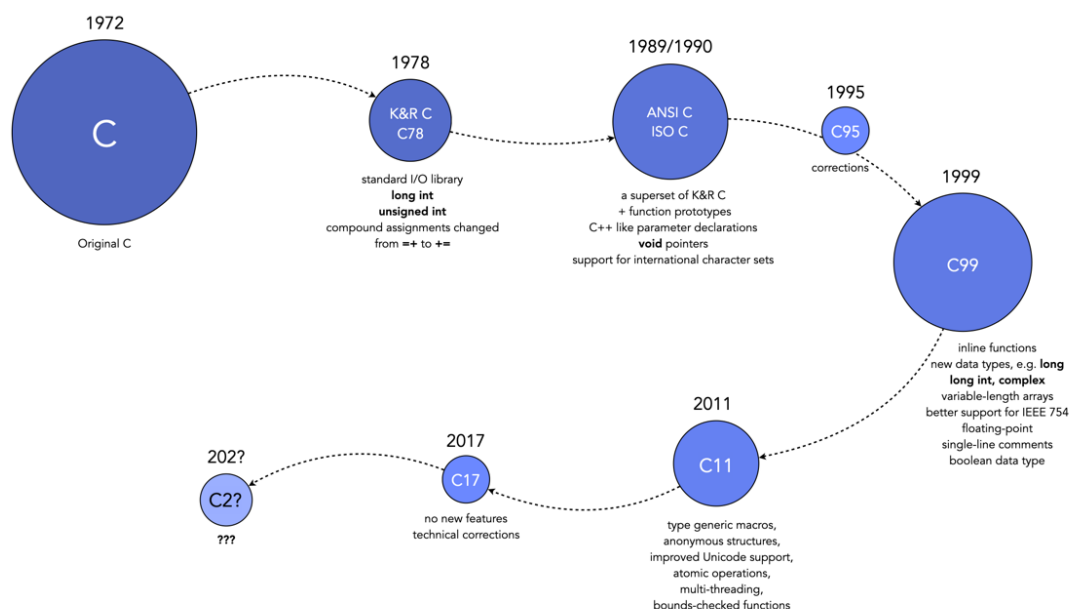 1972
C
Original C
1978
K&R C
C78
standard I/O library
long int
unsigned int
compound assignments changed
from =+ to +=
1989/1990
ANSI C
ISO C
a superset of K&R C
+ function prototypes
C++ like parameter declarations
void pointers
support for international character sets
1995
C95
corrections
1999
C99
inline functions
new data types, e.g. long
long int, complex
variable-length arrays
better support for IEEE 754
floating-point
single-line comments
boolean data type
2011
C11
type generic macros,
anonymous structures,
improved Unicode support,
atomic operations,
multi-threading,
bounds-checked functions
2017
C17
no new features
technical corrections
202?
C2?
???